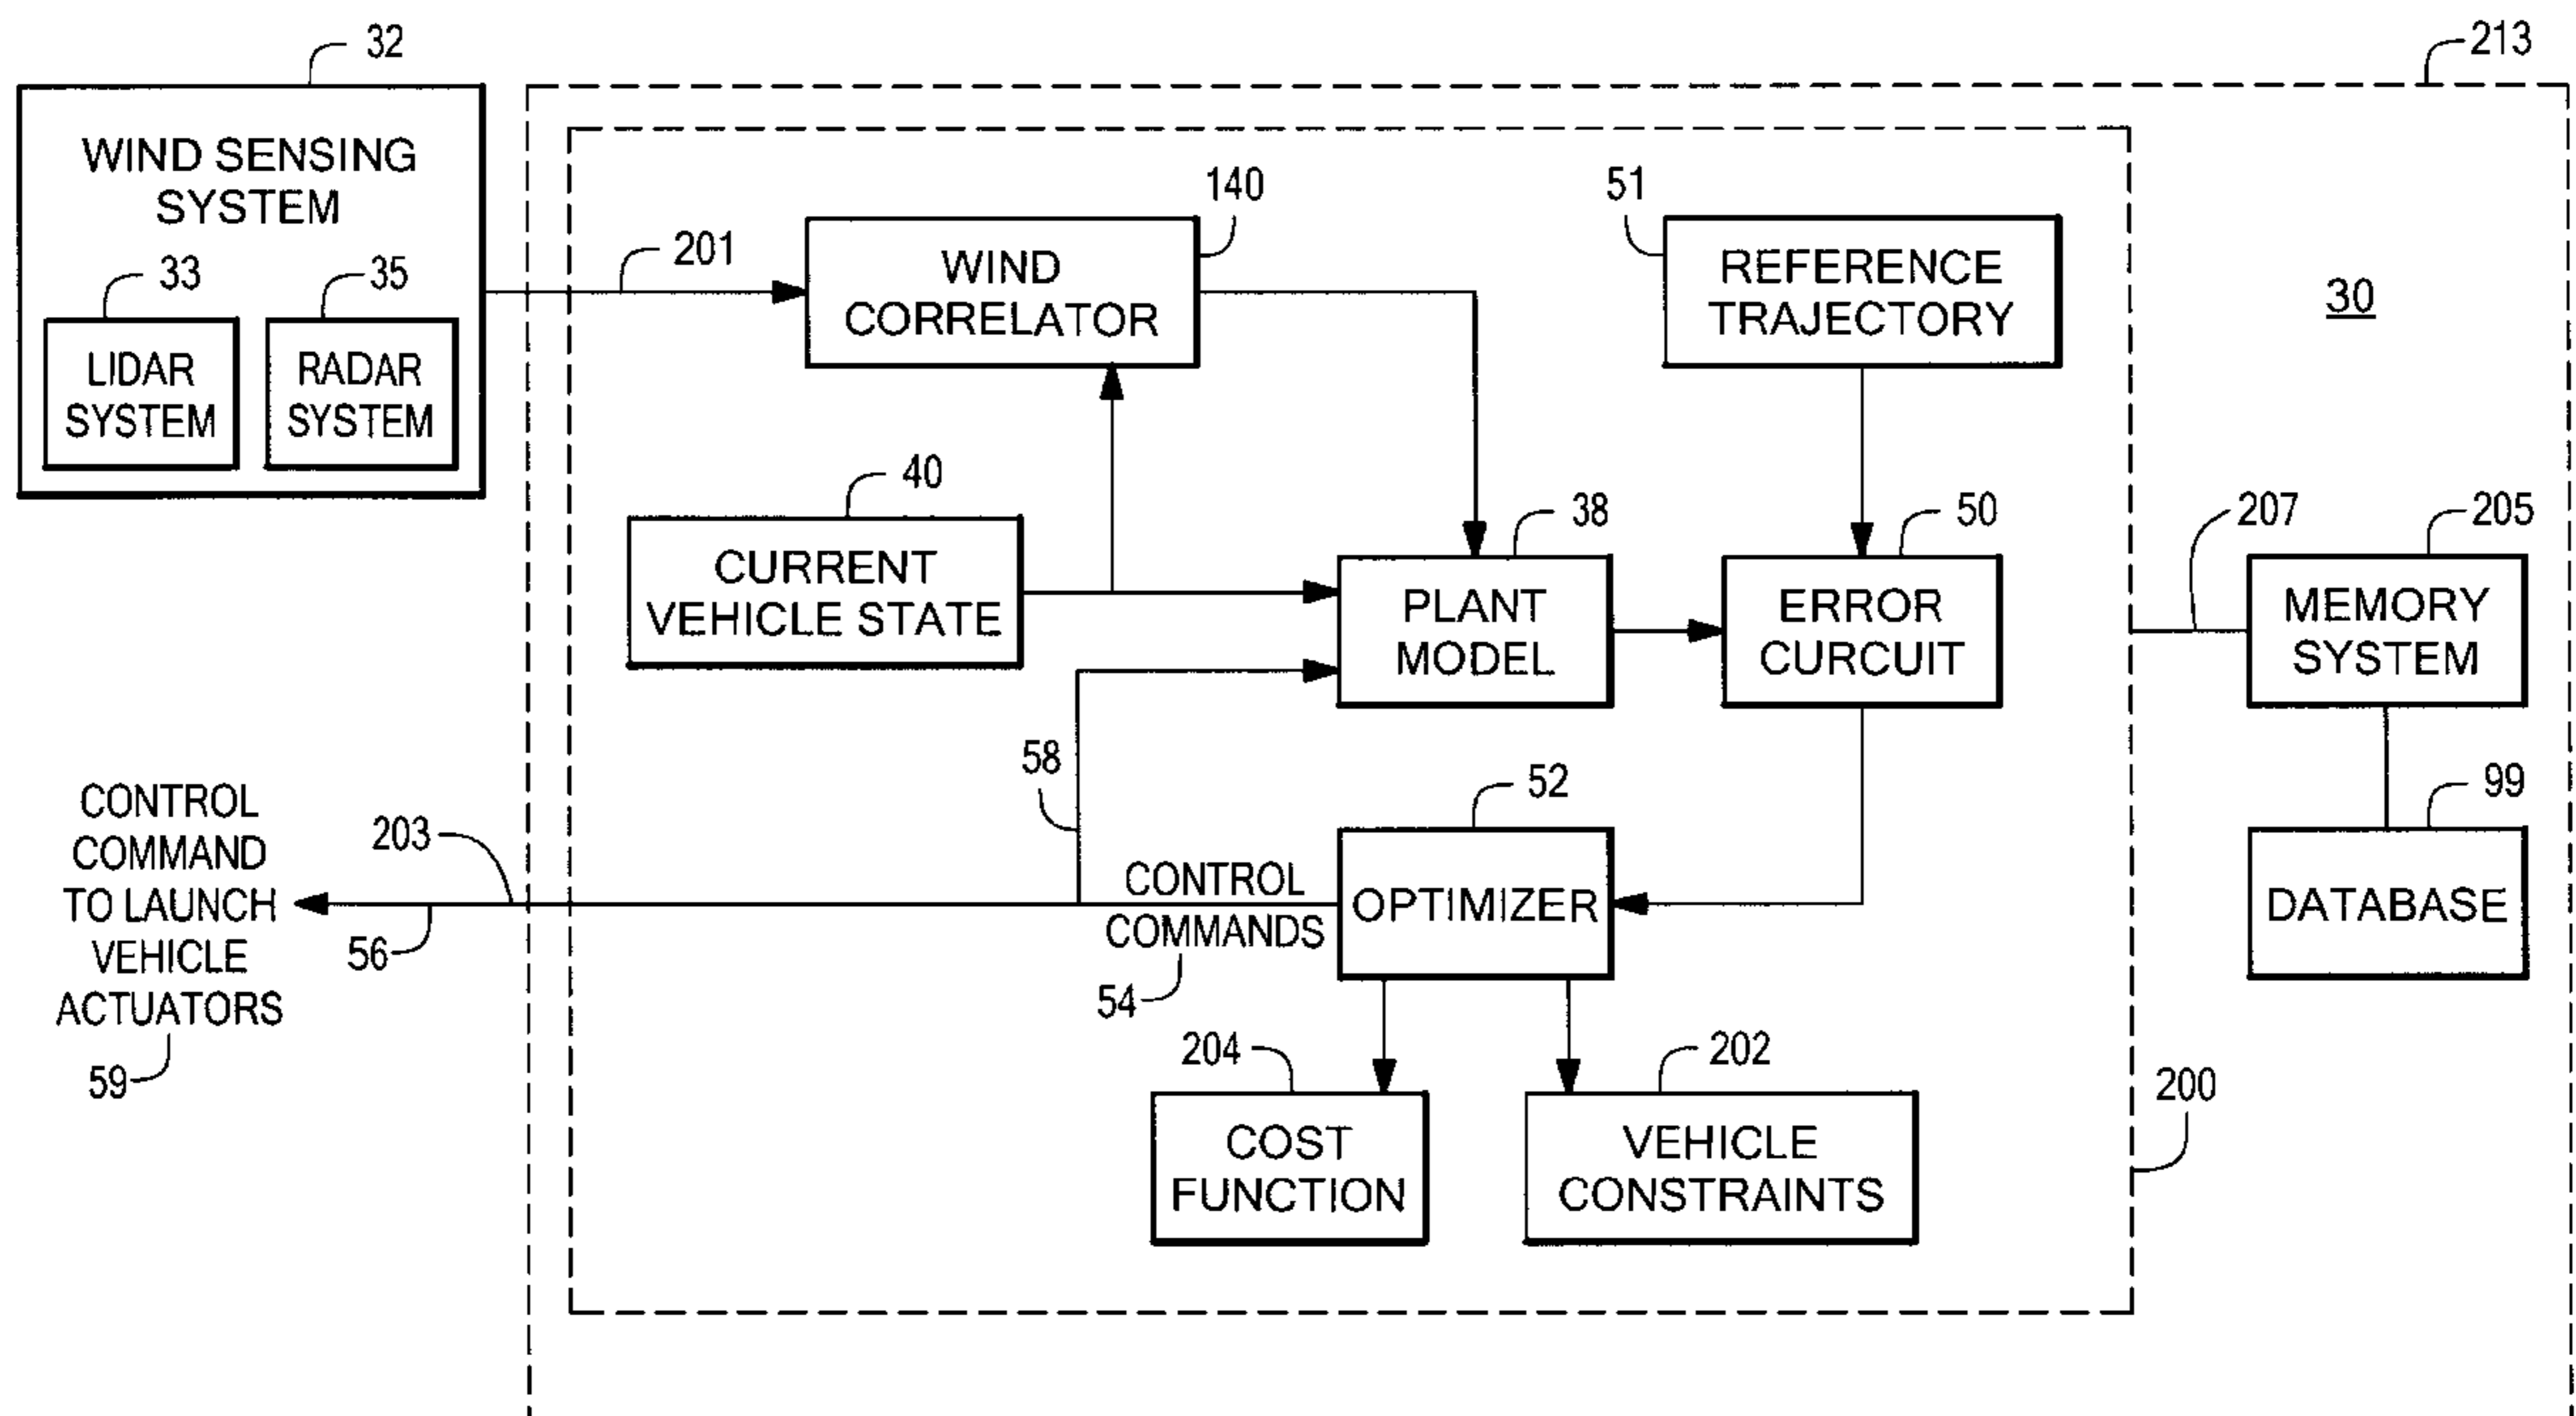 32
WIND SENSING
SYSTEM
33
LIDAR
SYSTEM
35
RADAR
SYSTEM
213
201
WIND
CORRELATOR
140
51
REFERENCE
TRAJECTORY
30
40
CURRENT
VEHICLE STATE
38
PLANT
MODEL
50
ERROR
CURCUIT
207
205
MEMORY
SYSTEM
99
DATABASE
58
52
OPTIMIZER
CONTROL
COMMANDS
54
CONTROL
COMMAND
TO LAUNCH
VEHICLE
ACTUATORS
59
203
56
204
COST
FUNCTION
202
VEHICLE
CONSTRAINTS
200